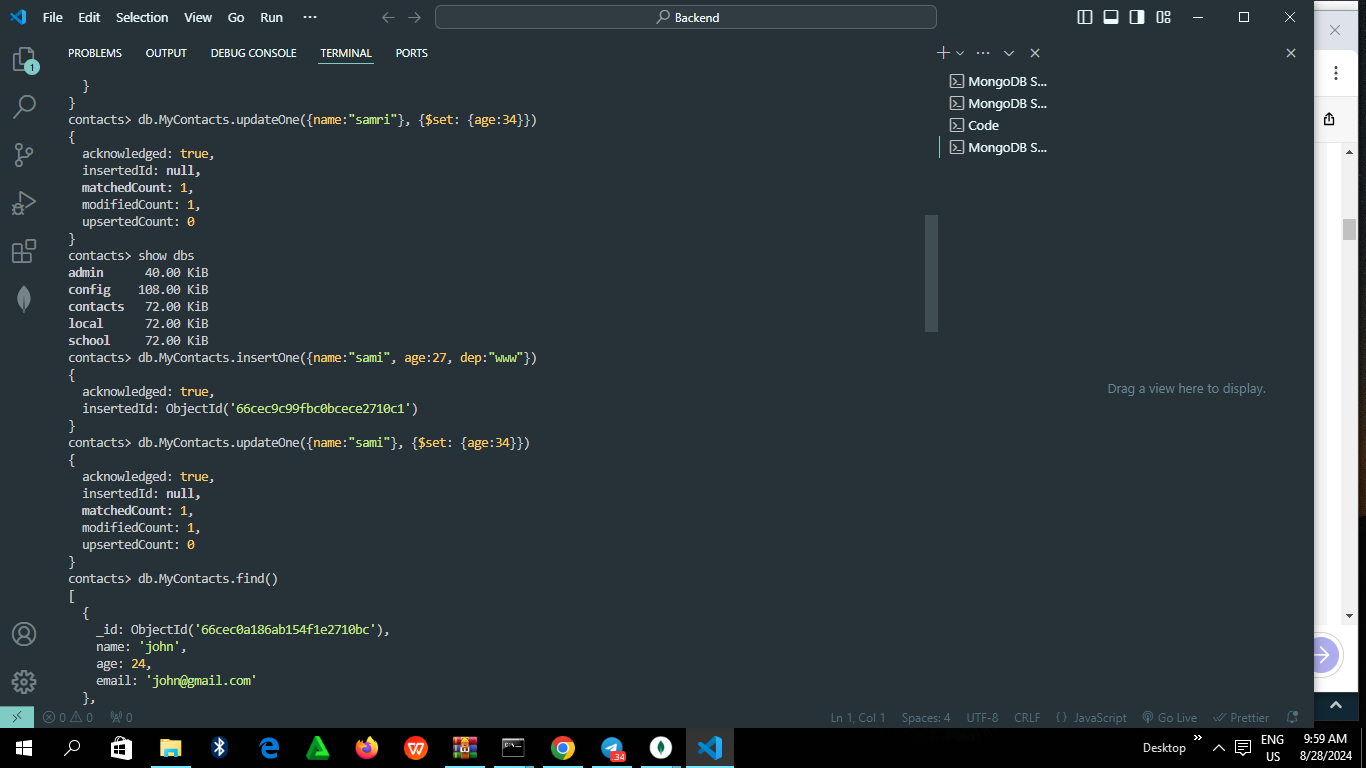 File Edit Selection View Go Run ··· Backend
PROBLEMS OUTPUT DEBUG CONSOLE TERMINAL PORTS
MongoDB S...
MongoDB S...
Code
MongoDB S...
}
}
contacts> db.MyContacts.updateOne({name:"samri"}, {$set: {age:34}})
{
acknowledged: true,
insertedId: null,
matchedCount: 1,
modifiedCount: 1,
upsertedCount: 0
}
contacts> show dbs
admin 40.00 KiB
config 108.00 KiB
contacts 72.00 KiB
local 72.00 KiB
school 72.00 KiB
contacts> db.MyContacts.insertOne({name:"sami", age:27, dep:"www"})
{
acknowledged: true,
insertedId: ObjectId('66cec9c99fbc0bcece2710c1')
}
contacts> db.MyContacts.updateOne({name:"sami"}, {$set: {age:34}})
{
acknowledged: true,
insertedId: null,
matchedCount: 1,
modifiedCount: 1,
upsertedCount: 0
}
contacts> db.MyContacts.find()
[
{
_id: ObjectId('66cec0a186ab154f1e2710bc'),
name: 'john',
age: 24,
email: 'john@gmail.com'
},
Drag a view here to display.
1
0 0 0 Ln 1, Col 1 Spaces: 4 UTF-8 CRLF {} JavaScript Go Live Prettier
34
Desktop » ENG US 9:59 AM 8/28/2024